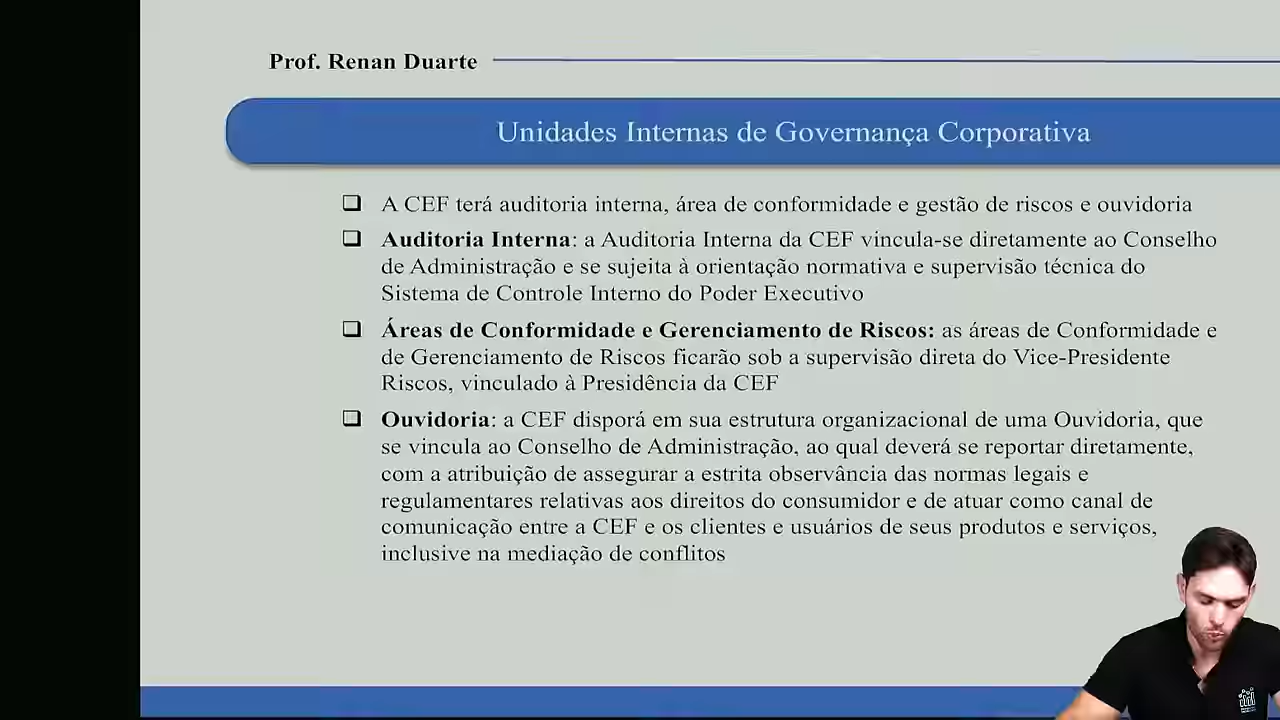 Prof. Renan Duarte
Unidades Internas de Governança Corporativa
A CEF terá auditoria interna, área de conformidade e gestão de riscos e ouvidoria
Auditoria Interna: a Auditoria Interna da CEF vincula-se diretamente ao Conselho
de Administração e se sujeita à orientação normativa e supervisão técnica do
Sistema de Controle Interno do Poder Executivo
Áreas de Conformidade e Gerenciamento de Riscos: as áreas de Conformidade e
de Gerenciamento de Riscos ficarão sob a supervisão direta do Vice-Presidente
Riscos, vinculado à Presidência da CEF
Ouvidoria: a CEF disporá em sua estrutura organizacional de uma Ouvidoria, que
se vincula ao Conselho de Administração, ao qual deverá se reportar diretamente,
com a atribuição de assegurar a estrita observância das normas legais e
regulamentares relativas aos direitos do consumidor e de atuar como canal de
comunicação entre a CEF e os clientes e usuários de seus produtos e serviços,
inclusive na mediação de conflitos